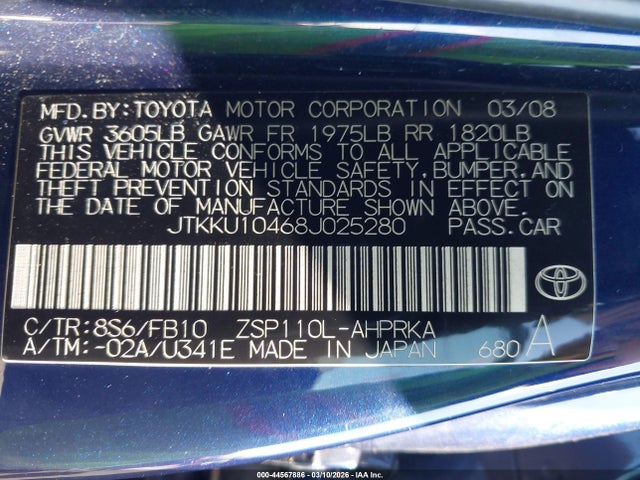 MFD. BY: TOYOTA MOTOR CORPORATION 03/08
GVWR 3605LB GAWR FR 1975LB RR 1820LB
THIS VEHICLE CONFORMS TO ALL APPLICABLE
FEDERAL MOTOR VEHICLE SAFETY, BUMPER, AND
THEFT PREVENTION STANDARDS IN EFFECT ON
THE DATE OF MANUFACTURE SHOWN ABOVE.
JTKKU10468J025280 PASS. CAR
C/TR: 8S6/FB10 ZSP110L-AHPRKA
A/TM: -02A/U341E MADE IN JAPAN 680 A
000-44567886 - 03/10/2026 - IAA Inc.